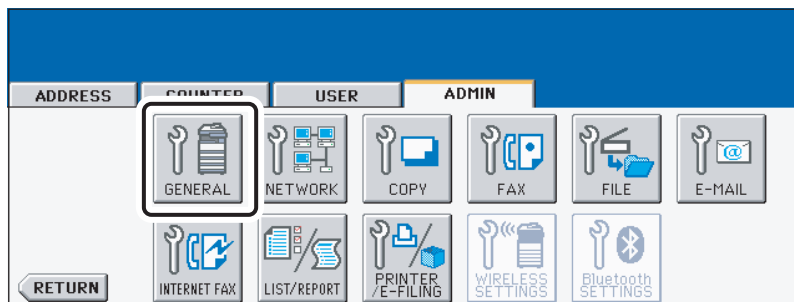 ADDRESS COUNTER USER ADMIN
GENERAL NETWORK COPY FAX FILE E-MAIL
INTERNET FAX LIST/REPORT PRINTER /E-FILING WIRELESS SETTINGS Bluetooth SETTINGS
RETURN